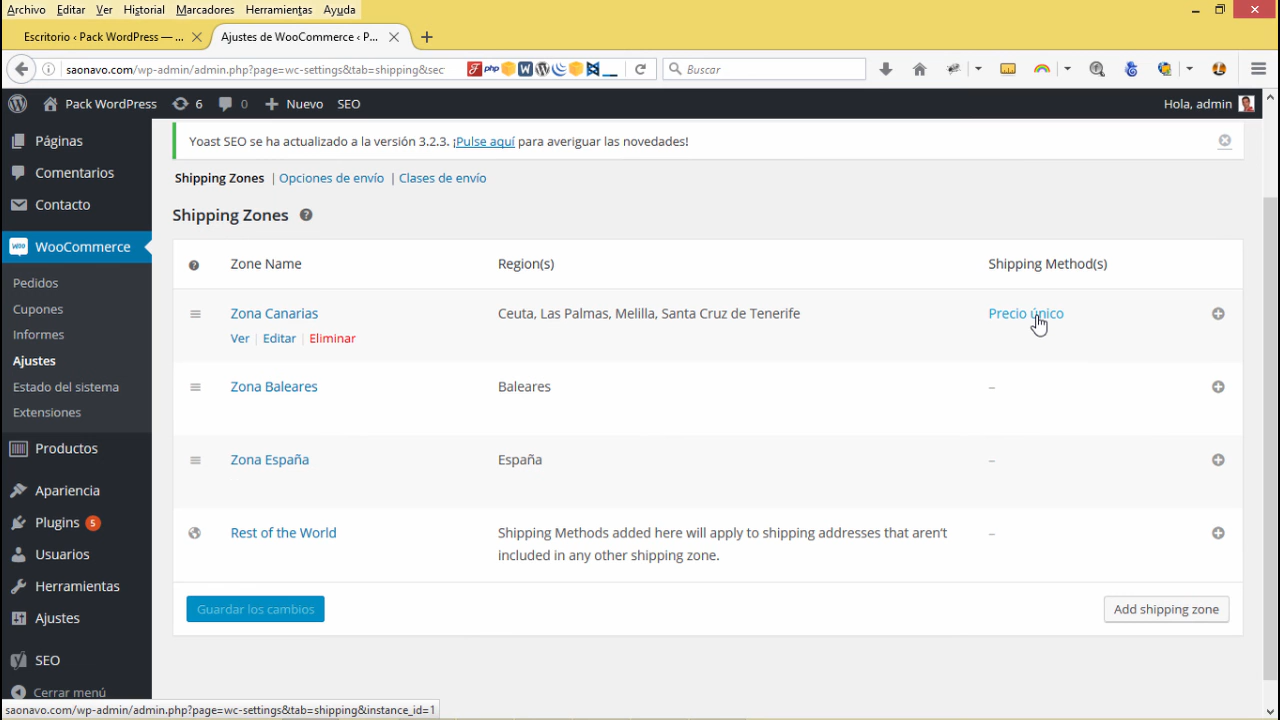 Archivo Editar Ver Historial Marcadores Herramientas Ayuda
Escritorio ‹ Pack WordPress — ...
Ajustes de WooCommerce ‹ P...
saonavo.com/wp-admin/admin.php?page=wc-settings&tab=shipping&sec
php
W
Buscar
Pack WordPress 6 0 Nuevo SEO
Hola, admin
Páginas
Comentarios
Contacto
woo WooCommerce
Pedidos
Cupones
Informes
Ajustes
Estado del sistema
Extensiones
Productos
Apariencia
Plugins 5
Usuarios
Herramientas
Ajustes
SEO
Cerrar menú
Yoast SEO se ha actualizado a la versión 3.2.3. ¡Pulse aquí para averiguar las novedades!
Shipping Zones | Opciones de envío | Clases de envío
Shipping Zones ?
? Zone Name Region(s) Shipping Method(s)
Zona Canarias Ceuta, Las Palmas, Melilla, Santa Cruz de Tenerife Precio único
Ver | Editar | Eliminar
Zona Baleares Baleares –
Zona España España –
Rest of the World Shipping Methods added here will apply to shipping addresses that aren't –
included in any other shipping zone.
Guardar los cambios Add shipping zone
saonavo.com/wp-admin/admin.php?page=wc-settings&tab=shipping&instance_id=1